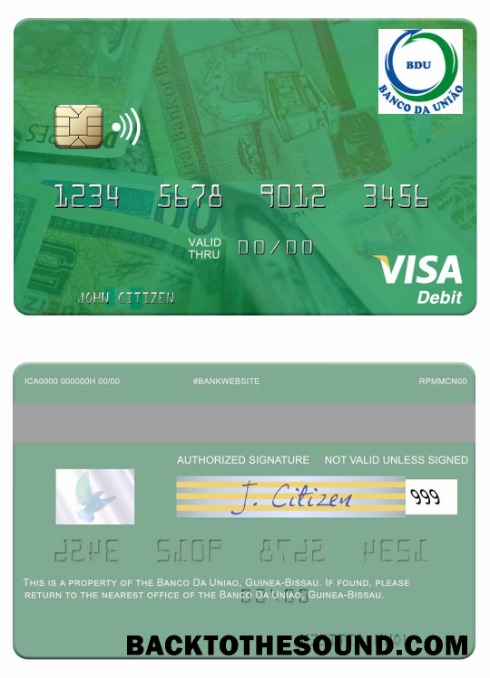 BDU
BANCO DA UNIÃO
1234 5678 9012 3456
VALID
THRU 00/00
VISA
Debit
JOHN CITIZEN
ICA0000 000000H 00/00 #BANKWEBSITE RPMMCN00
AUTHORIZED SIGNATURE NOT VALID UNLESS SIGNED
J. Citizen 999
THIS IS A PROPERTY OF THE BANCO DA UNIAO, GUINEA-BISSAU. IF FOUND, PLEASE
RETURN TO THE NEAREST OFFICE OF THE BANCO DA UNIAO, GUINEA-BISSAU.
BACKTOTHESOUND.COM